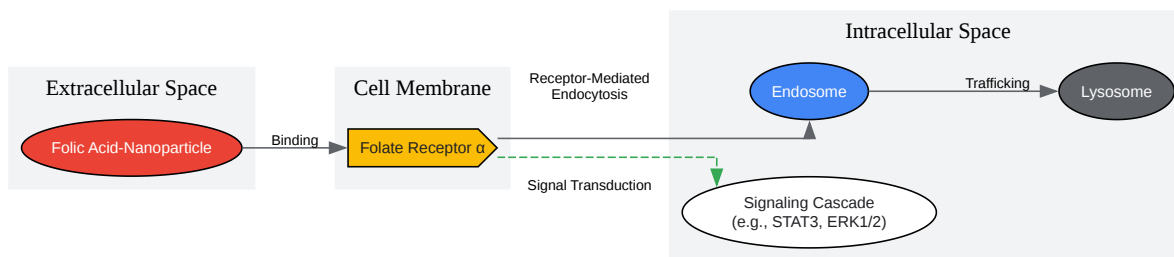 Extracellular Space
Folic Acid-Nanoparticle
Binding
Cell Membrane
Folate Receptor α
Receptor-Mediated
Endocytosis
Signal Transduction
Intracellular Space
Endosome
Trafficking
Lysosome
Signaling Cascade
(e.g., STAT3, ERK1/2)